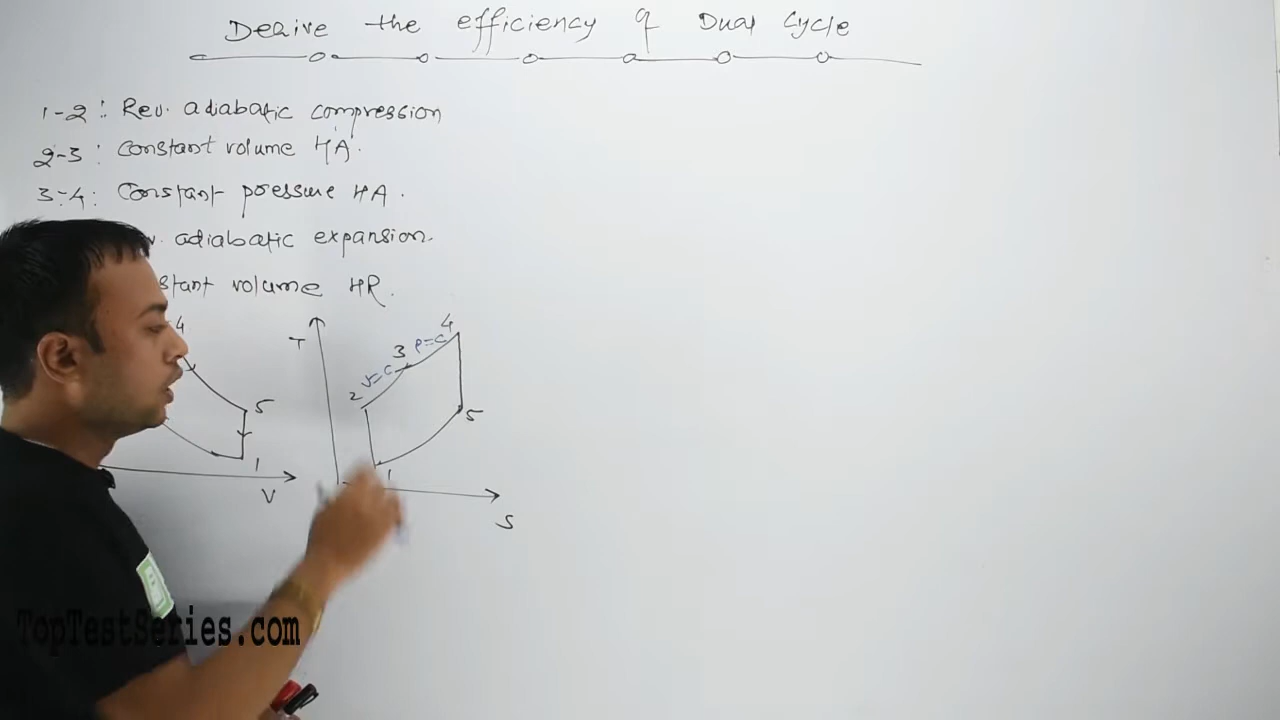 Derive the efficiency of Dual Cycle
1-2 : Rev. adiabatic compression
2-3 : Constant volume HA.
3-4 : Constant pressure HA.
v. adiabatic expansion.
stant volume HR.
4
5
1
V
T
2
V=C
3
P=C
4
5
1
S
TopTestSeries.com